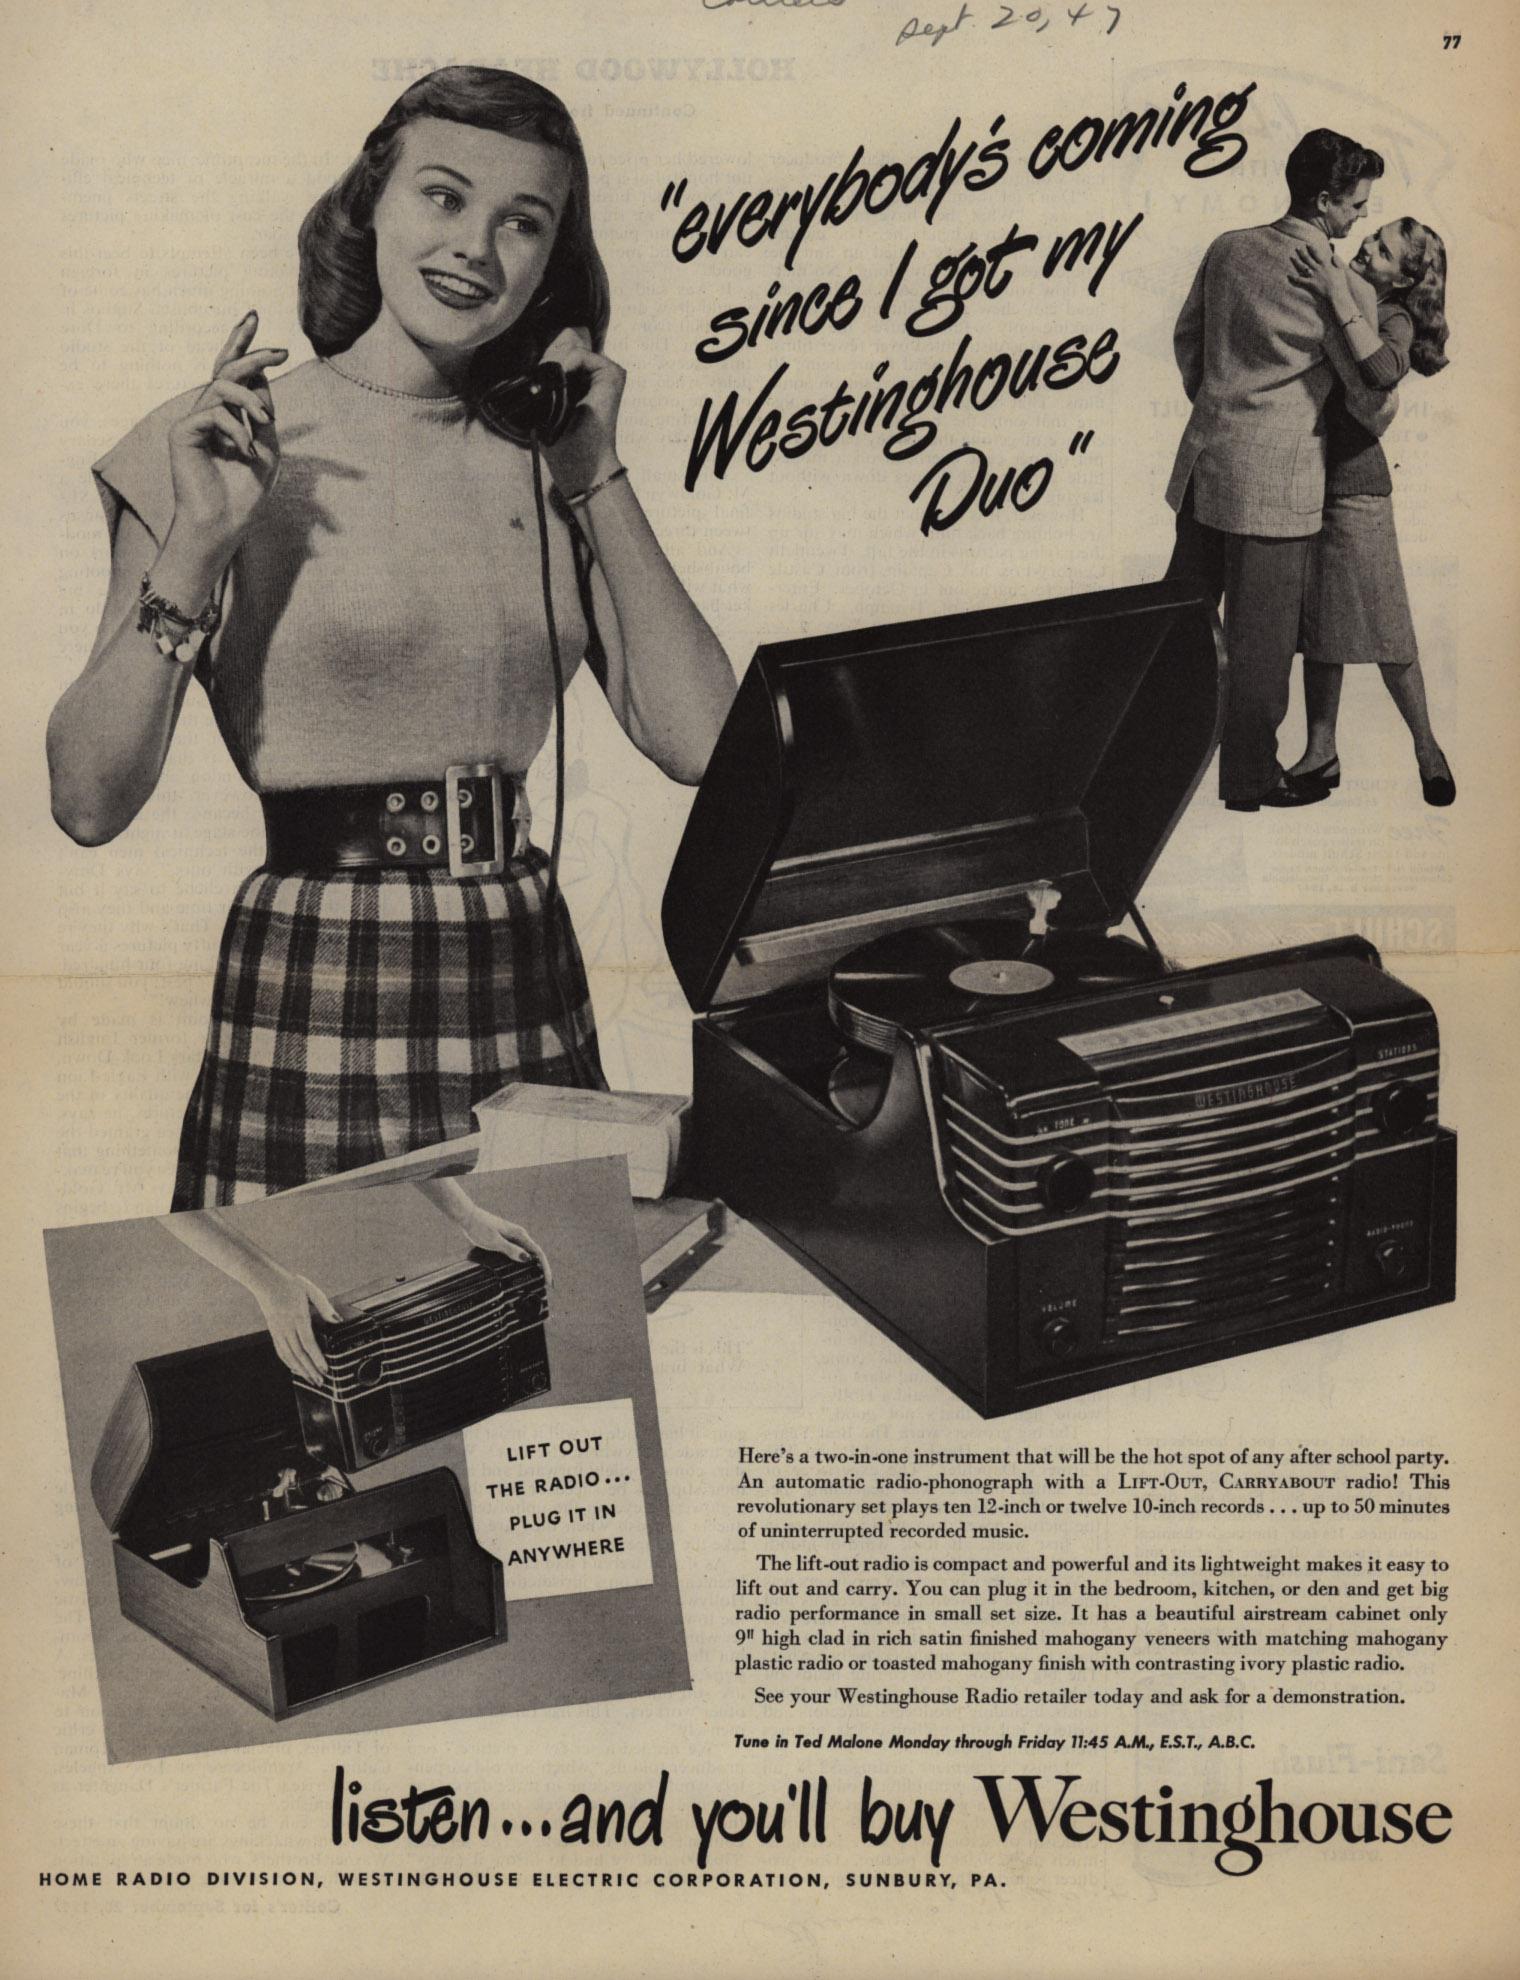 Sept. 20, 47
77
"everybody's coming
since I got my
Westinghouse
Duo"
STATIONS
WESTINGHOUSE
TONE
RADIO-PHONO
VOLUME
LIFT OUT
THE RADIO...
PLUG IT IN
ANYWHERE
Here's a two-in-one instrument that will be the hot spot of any after school party.
An automatic radio-phonograph with a LIFT-OUT, CARRYABOUT radio! This
revolutionary set plays ten 12-inch or twelve 10-inch records . . . up to 50 minutes
of uninterrupted recorded music.
The lift-out radio is compact and powerful and its lightweight makes it easy to
lift out and carry. You can plug it in the bedroom, kitchen, or den and get big
radio performance in small set size. It has a beautiful airstream cabinet only
9" high clad in rich satin finished mahogany veneers with matching mahogany
plastic radio or toasted mahogany finish with contrasting ivory plastic radio.
See your Westinghouse Radio retailer today and ask for a demonstration.
Tune in Ted Malone Monday through Friday 11:45 A.M., E.S.T., A.B.C.
listen...and you'll buy Westinghouse
HOME RADIO DIVISION, WESTINGHOUSE ELECTRIC CORPORATION, SUNBURY, PA.